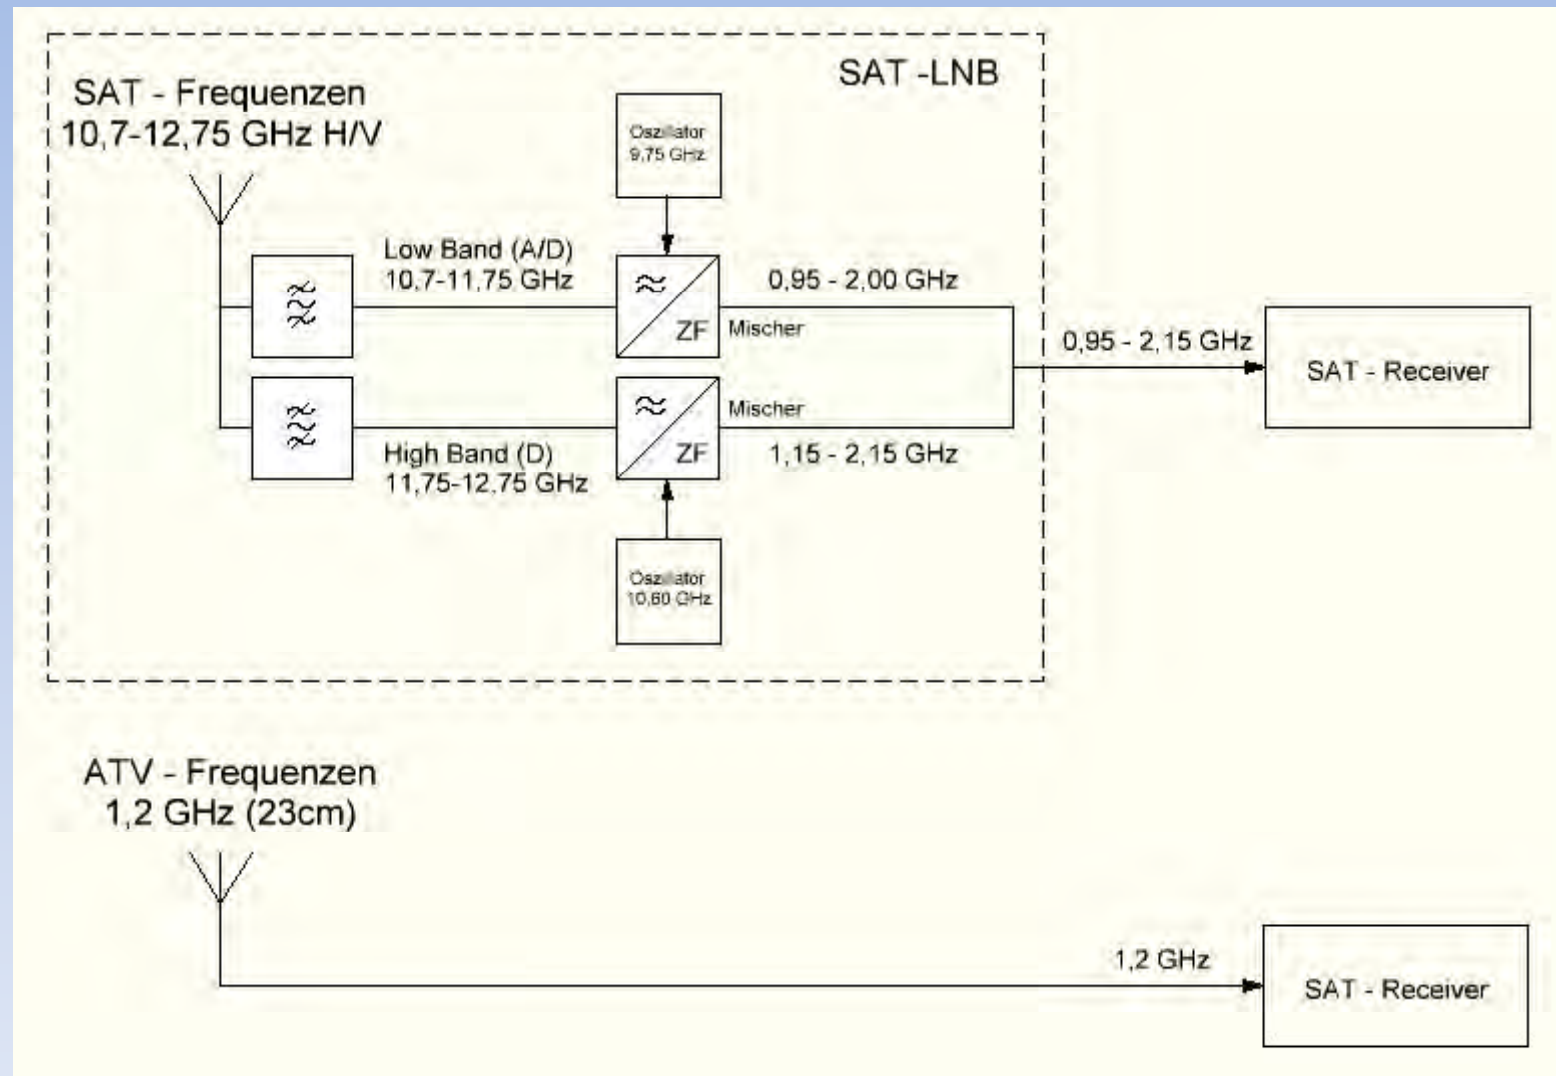 SAT -LNB
SAT - Frequenzen
10,7-12,75 GHz H/V
Oszillator
9,75 GHz
Low Band (A/D)
10,7-11,75 GHz
ZF
Mischer
0,95 - 2,00 GHz
0,95 - 2,15 GHz
SAT - Receiver
High Band (D)
11,75-12,75 GHz
ZF
Mischer
1,15 - 2,15 GHz
Oszillator
10,60 GHz
ATV - Frequenzen
1,2 GHz (23cm)
1,2 GHz
SAT - Receiver